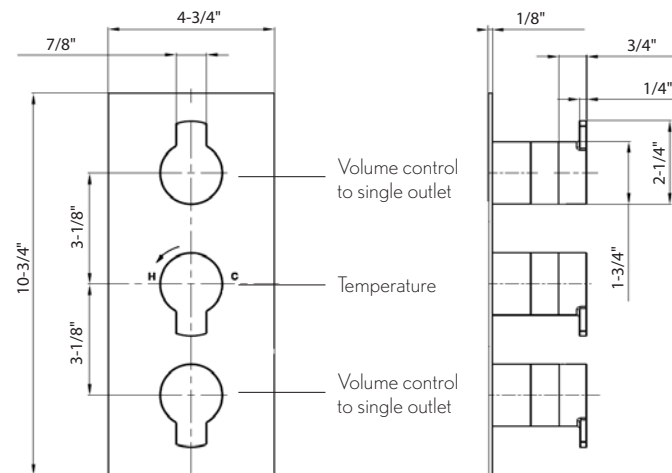 4-3/4"
1/8"
7/8"
3/4"
1/4"
2-1/4"
Volume control
to single outlet
3-1/8"
1-3/4"
10-3/4"
H
C
Temperature
3-1/8"
Volume control
to single outlet